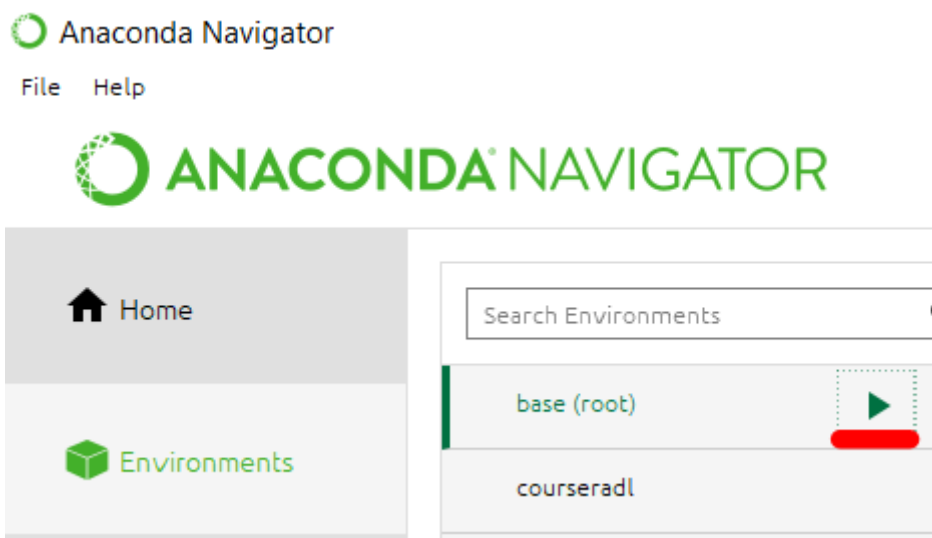 Anaconda Navigator
File Help
ANACONDA NAVIGATOR
Home
Search Environments
base (root)
Environments
courseradl